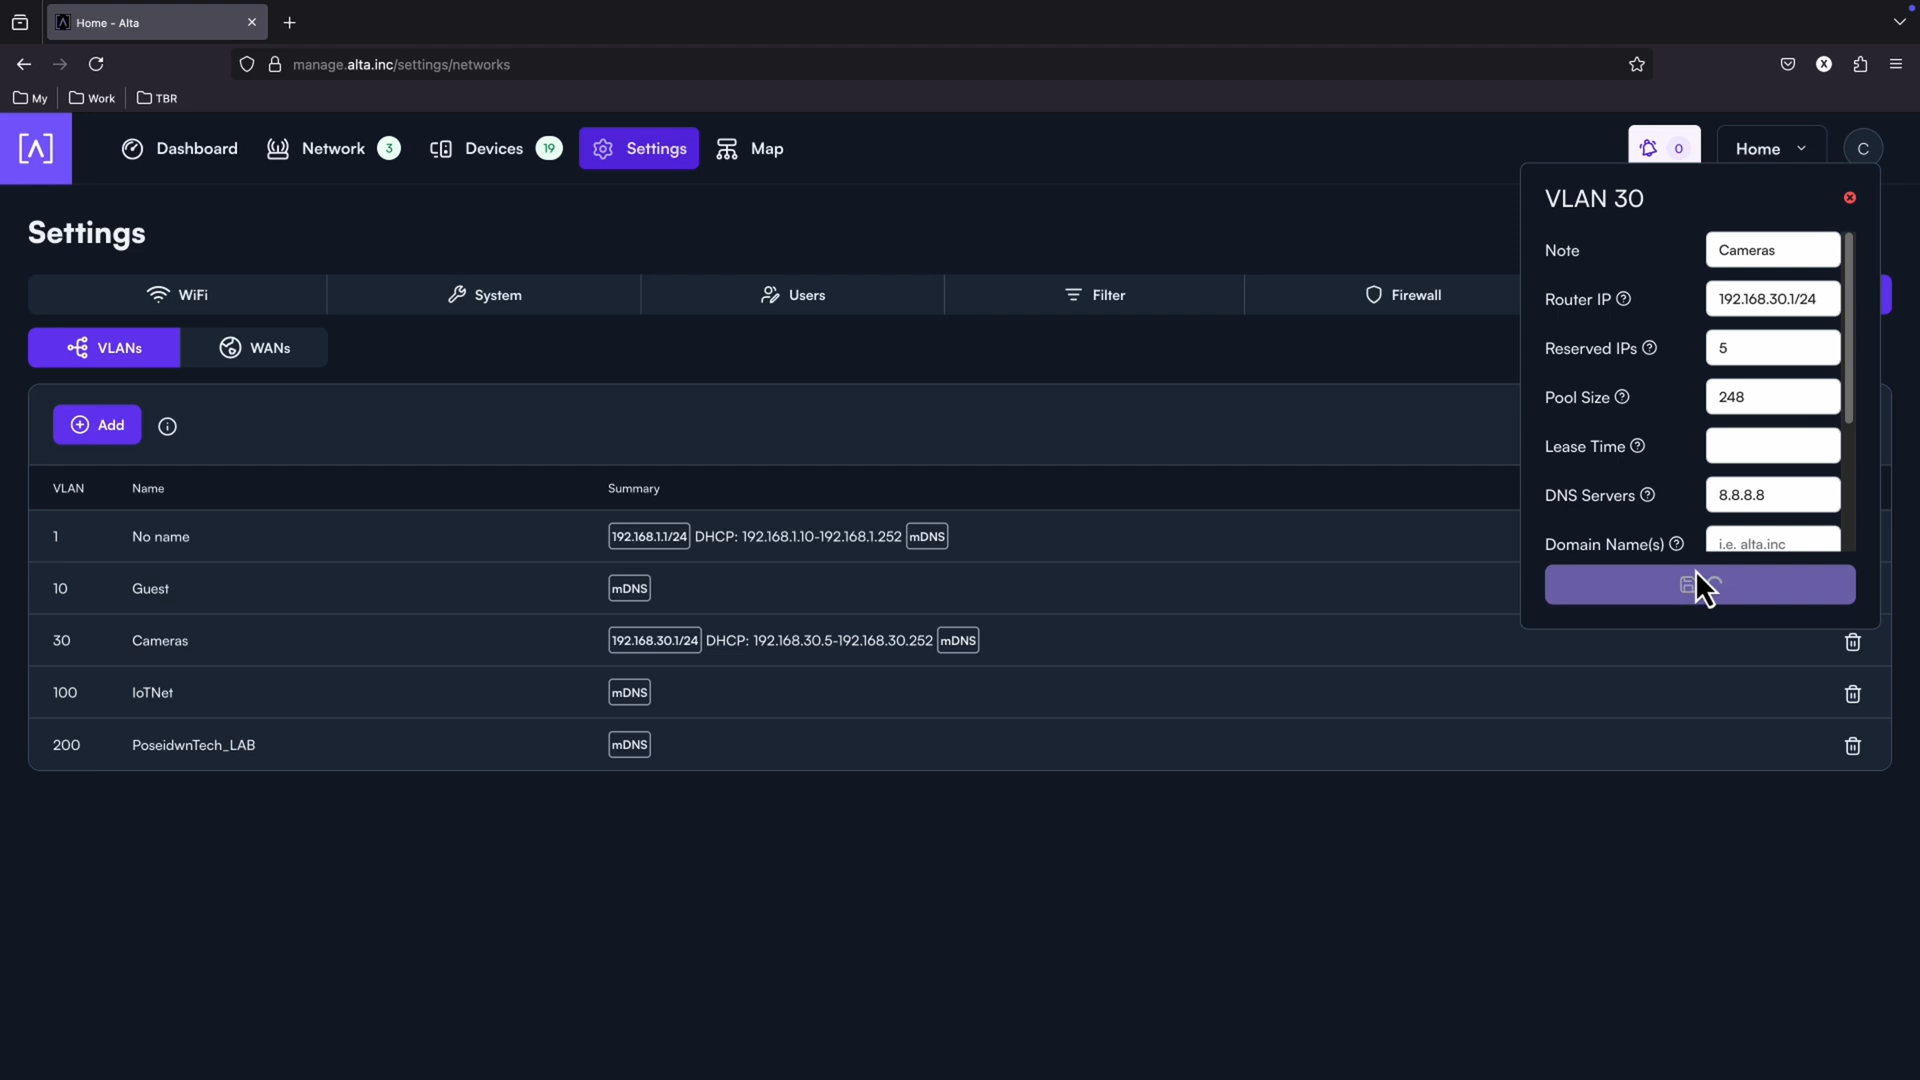 Home - Alta
manage.alta.inc/settings/networks
My
Work
TBR
Dashboard
Network 3
Devices 19
Settings
Map
0
Home
C
Settings
WiFi
System
Users
Filter
Firewall
VLANs
WANs
Add
VLAN Name Summary
1 No name 192.168.1.1/24 DHCP: 192.168.1.10-192.168.1.252 mDNS
10 Guest mDNS
30 Cameras 192.168.30.1/24 DHCP: 192.168.30.5-192.168.30.252 mDNS
100 IoTNet mDNS
200 PoseidwnTech_LAB mDNS
VLAN 30
Note Cameras
Router IP 192.168.30.1/24
Reserved IPs 5
Pool Size 248
Lease Time
DNS Servers 8.8.8.8
Domain Name(s) i.e. alta.inc